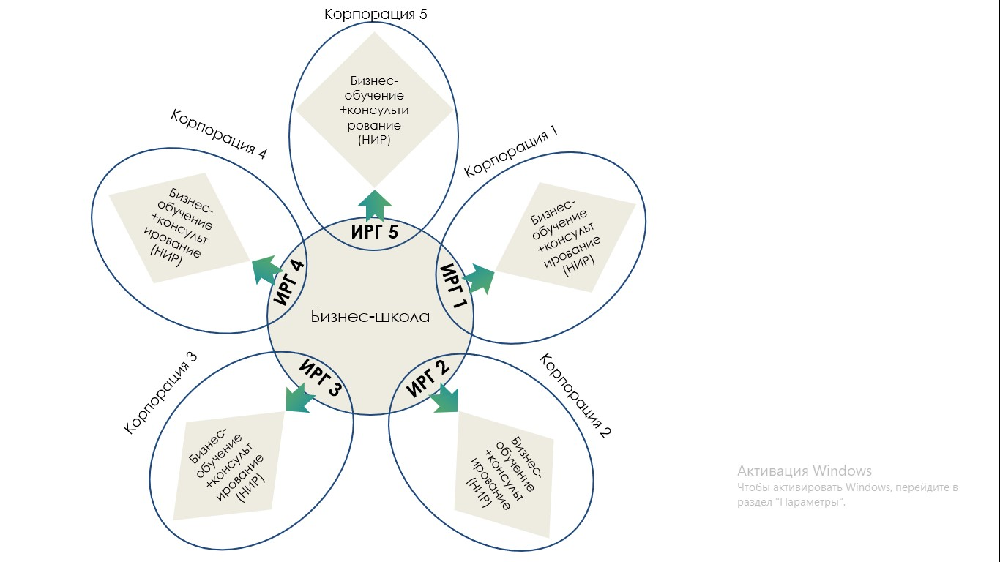 Корпорация 5
Бизнес-
обучение
+консульти
рование
(НИР)
ИРГ 5
Корпорация 1
Бизнес-
обучение
+консульт
ирование
(НИР)
ИРГ 1
Корпорация 2
Бизнес-
обучение
+консульт
ирование
(НИР)
ИРГ 2
Корпорация 3
Бизнес-
обучение
+консульт
ирование
(НИР)
ИРГ 3
Корпорация 4
Бизнес-
обучение
+консульт
ирование
(НИР)
ИРГ 4
Бизнес-школа
Активация Windows
Чтобы активировать Windows, перейдите в
раздел "Параметры".